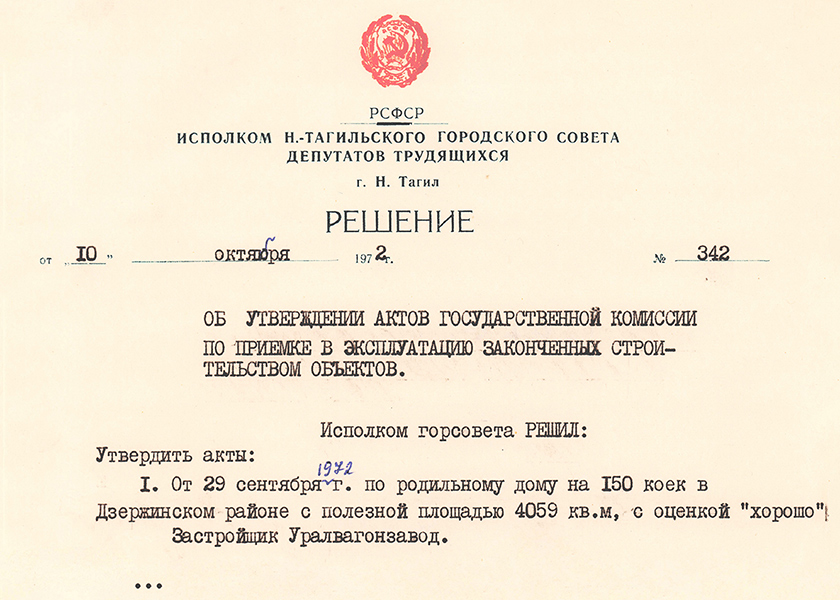 РСФСР
ИСПОЛКОМ Н.-ТАГИЛЬСКОГО ГОРОДСКОГО СОВЕТА
ДЕПУТАТОВ ТРУДЯЩИХСЯ
г. Н. Тагил
РЕШЕНИЕ
от „10" октября 1972г. № 342
ОБ УТВЕРЖДЕНИИ АКТОВ ГОСУДАРСТВЕННОЙ КОМИССИИ
ПО ПРИЕМКЕ В ЭКСПЛУАТАЦИЮ ЗАКОНЧЕННЫХ СТРОИ-
ТЕЛЬСТВОМ ОБЪЕКТОВ.
Исполком горсовета РЕШИЛ:
Утвердить акты:
1972
I. От 29 сентября г. по родильному дому на 150 коек в
Дзержинском районе с полезной площадью 4059 кв.м, с оценкой "хорошо"
Застройщик Уралвагонзавод.
...